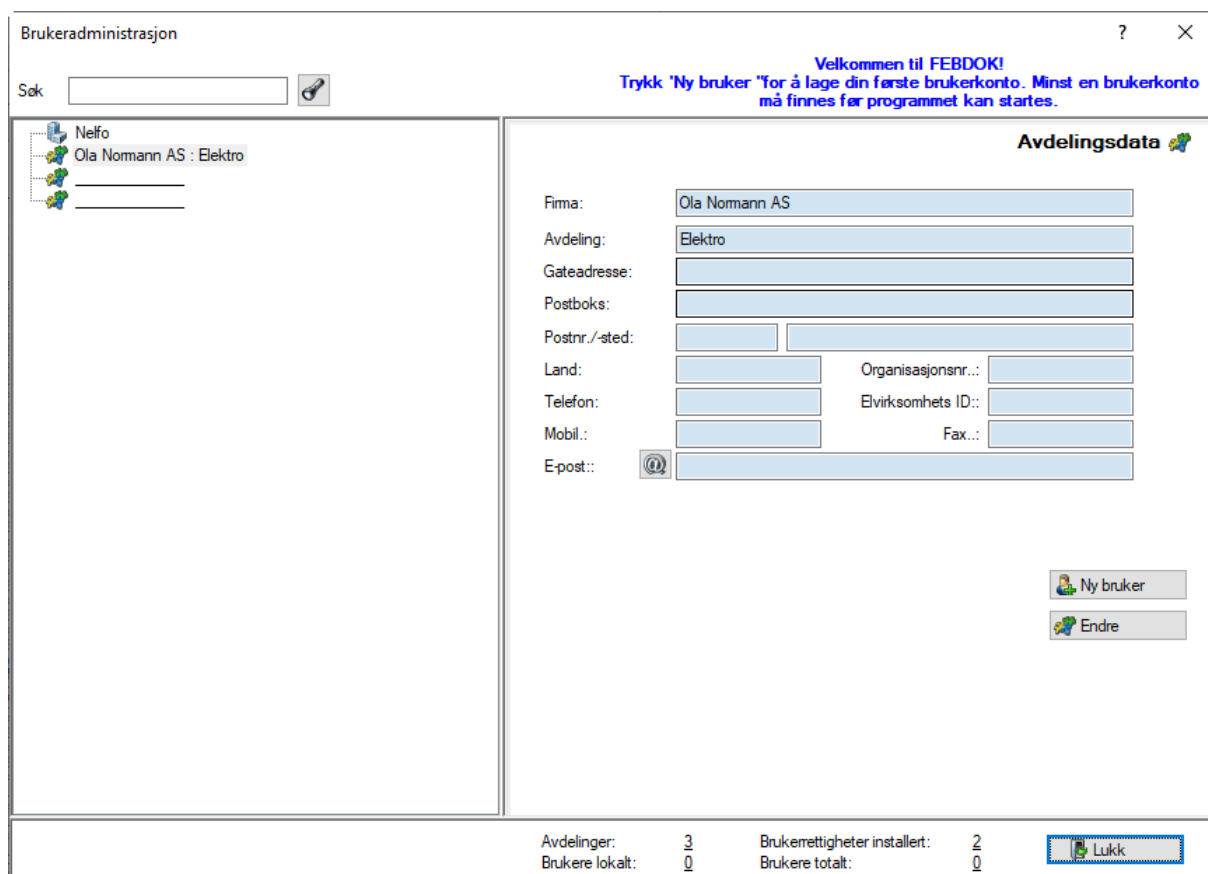 Brukeradministrasjon
?
Søk
Velkommen til FEBDOK!
Trykk 'Ny bruker "for å lage din første brukerkonto. Minst en brukerkonto
må finnes før programmet kan startes.
Nelfo
Ola Normann AS : Elektro
Avdelingsdata
Firma: Ola Normann AS
Avdeling: Elektro
Gateadresse:
Postboks:
Postnr./-sted:
Land: Organisasjonsnr..:
Telefon: Elvirksomhets ID::
Mobil.: Fax..:
E-post:: @
Ny bruker
Endre
Avdelinger: 3 Brukerrettigheter installert: 2
Brukere lokalt: 0 Brukere totalt: 0
Lukk